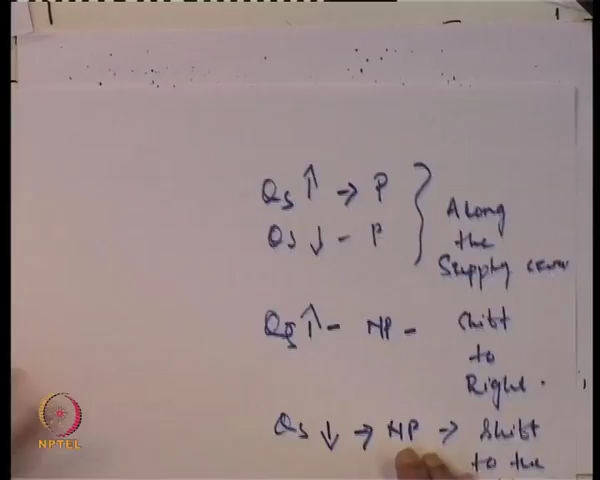 Qs ↑ → P
Qs ↓ - P
Along
the
Supply curve
Qs ↑ - NP - Shift
to
Right.
Qs ↓ → NP → Shift
to the
NPTEL